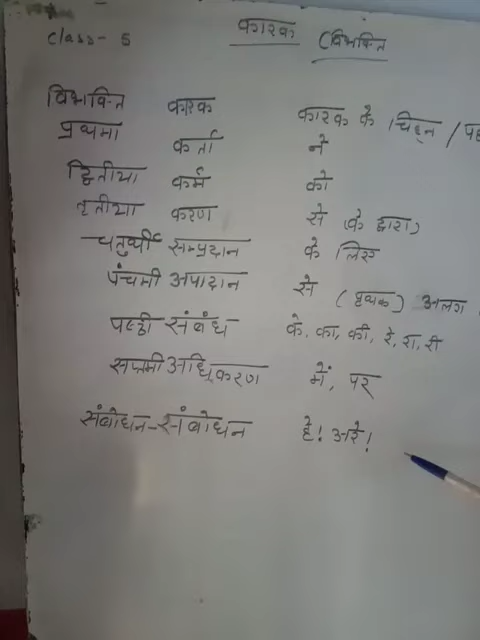 Class- 5 कारक (विभक्ति
विभक्ति कारक कारक के चिह्न /
प्रथमा कर्ता ने
द्वितीया कर्म को
तृतीया करण से (के द्वारा)
चतुर्थी सम्प्रदान के लिए
पंचमी अपादान से (पृथक) अलग
षष्ठी संबंध के, का, की, रे, रा, री
सप्तमी अधिकरण में, पर
संबोधन-संबोधन हे! अरे!